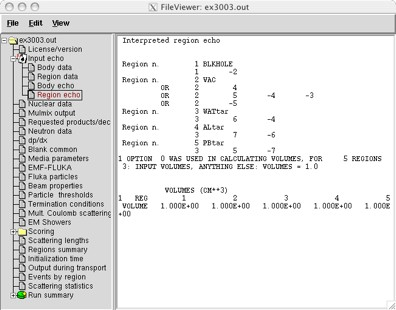 FileViewer: ex3003.out
File Edit View
ex3003.out
License/version
Input echo
Body data
Region data
Body echo
Region echo
Nuclear data
Mulmix output
Requested products/dec
Neutron data
dp/dx
Blank common
Media parameters
EMF-FLUKA
Fluka particles
Beam properties
Particle thresholds
Termination conditions
Mult. Coulomb scattering
EM Showers
Scoring
Scattering lengths
Regions summary
Initialization time
Output during transport
Events by region
Scattering statistics
Run summary
Interpreted region echo
Region n. 1 BLKHOLE
1 -2
Region n. 2 VAC
OR 2 4
OR 2 5 -4 -3
OR 2 -5
Region n. 3 WATtar
3 6 -4
Region n. 4 ALtar
3 7 -6
Region n. 5 PBtar
3 5 -7
1 OPTION 0 WAS USED IN CALCULATING VOLUMES, FOR 5 REGIONS
3: INPUT VOLUMES, ANYTHING ELSE: VOLUMES = 1.0
VOLUMES (CM**3)
1 REG 1 2 3 4 5
VOLUME 1.000E+00 1.000E+00 1.000E+00 1.000E+00 1.000E
+00